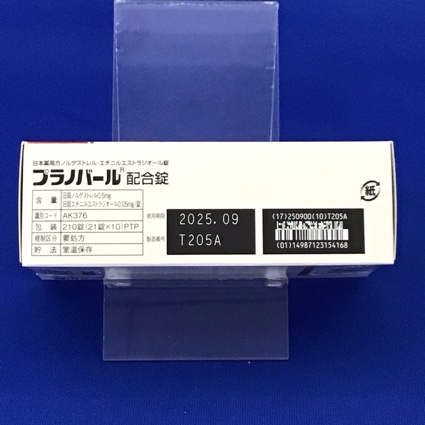 日本薬局方ノルゲストレル・エチニルエストラジオール錠
プラノバール® 配合錠
含量 日局ノルゲストレル0.5mg
日局エチニルエストラジオール0.05mg/錠
識別コード AK376
包装 210錠(21錠×10)PTP
規制区分 要処方
貯法 室温保存
使用期限 2025.09
製造番号 T205A
(17)250900(10)T205A
(01)14987123154168
紙